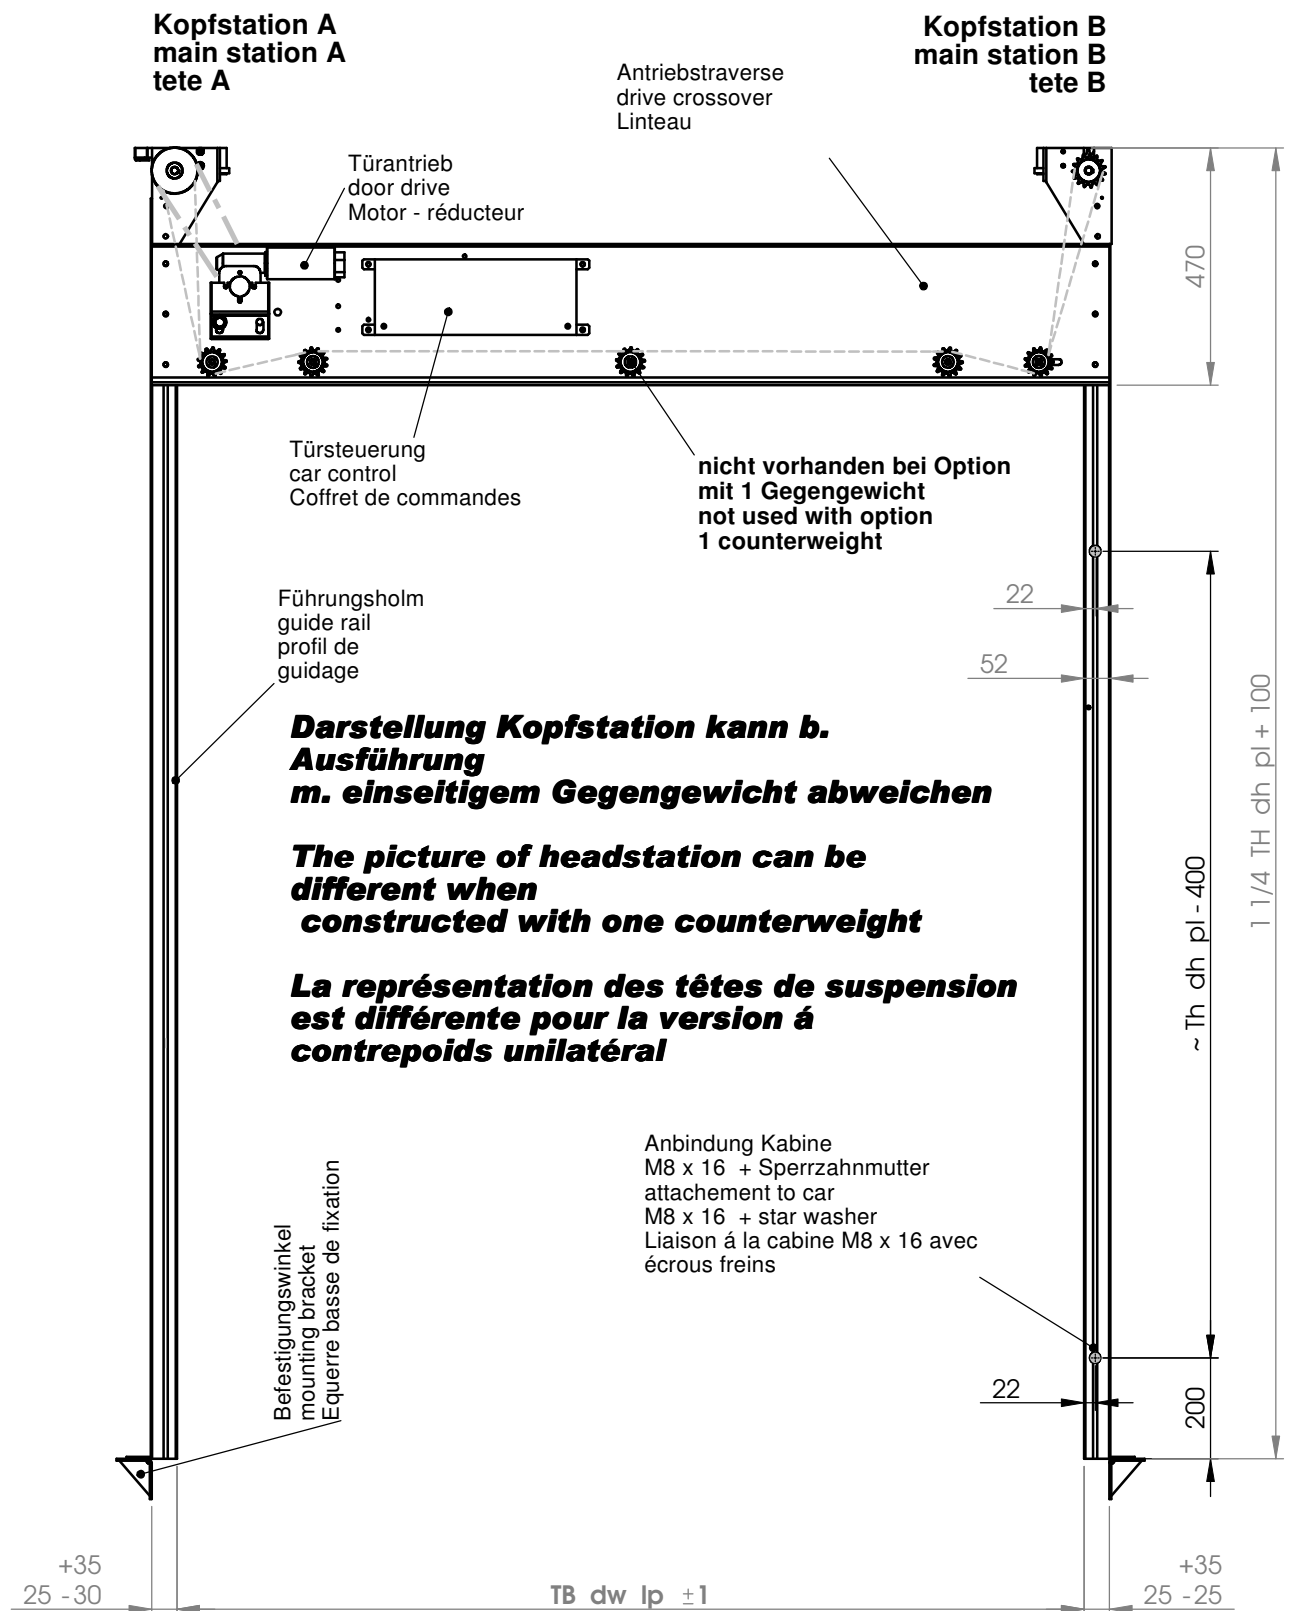 Kopfstation A
main station A
tete A
Kopfstation B
main station B
tete B
Antriebstraverse
drive crossover
Linteau
Türantrieb
door drive
Motor - réducteur
470
Türsteuerung
car control
Coffret de commandes
nicht vorhanden bei Option
mit 1 Gegengewicht
not used with option
1 counterweight
Führungsholm
guide rail
profil de
guidage
22
52
1 1/4 TH dh pl + 100
~ Th dh pl - 400
Darstellung Kopfstation kann b.
Ausführung
m. einseitigem Gegengewicht abweichen
The picture of headstation can be
different when
constructed with one counterweight
La représentation des têtes de suspension
est différente pour la version á
contrepoids unilatéral
Anbindung Kabine
M8 x 16 + Sperrzahnmutter
attachement to car
M8 x 16 + star washer
Liaison á la cabine M8 x 16 avec
écrous freins
Befestigungswinkel
mounting bracket
Equerre basse de fixation
22
200
+35
25 -30
TB dw lp ±1
+35
25 -25